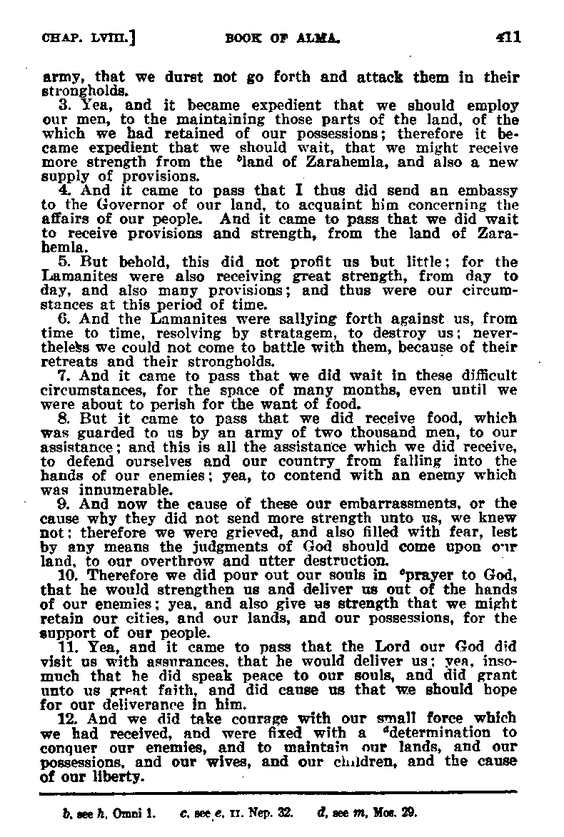 CHAP. LVIII.] BOOK OF ALMA. 411
army, that we durst not go forth and attack them in their
strongholds.
3. Yea, and it became expedient that we should employ
our men, to the maintaining those parts of the land, of the
which we had retained of our possessions; therefore it be-
came expedient that we should wait, that we might receive
more strength from the ᵇland of Zarahemla, and also a new
supply of provisions.
4. And it came to pass that I thus did send an embassy
to the Governor of our land, to acquaint him concerning the
affairs of our people. And it came to pass that we did wait
to receive provisions and strength, from the land of Zara-
hemla.
5. But behold, this did not profit us but little; for the
Lamanites were also receiving great strength, from day to
day, and also many provisions; and thus were our circum-
stances at this period of time.
6. And the Lamanites were sallying forth against us, from
time to time, resolving by stratagem, to destroy us; never-
theless we could not come to battle with them, because of their
retreats and their strongholds.
7. And it came to pass that we did wait in these difficult
circumstances, for the space of many months, even until we
were about to perish for the want of food.
8. But it came to pass that we did receive food, which
was guarded to us by an army of two thousand men, to our
assistance; and this is all the assistance which we did receive,
to defend ourselves and our country from falling into the
hands of our enemies; yea, to contend with an enemy which
was innumerable.
9. And now the cause of these our embarrassments, or the
cause why they did not send more strength unto us, we knew
not; therefore we were grieved, and also filled with fear, lest
by any means the judgments of God should come upon our
land, to our overthrow and utter destruction.
10. Therefore we did pour out our souls in ᶜprayer to God,
that he would strengthen us and deliver us out of the hands
of our enemies; yea, and also give us strength that we might
retain our cities, and our lands, and our possessions, for the
support of our people.
11. Yea, and it came to pass that the Lord our God did
visit us with assurances, that he would deliver us; yea, inso-
much that he did speak peace to our souls, and did grant
unto us great faith, and did cause us that we should hope
for our deliverance in him.
12. And we did take courage with our small force which
we had received, and were fixed with a ᵈdetermination to
conquer our enemies, and to maintain our lands, and our
possessions, and our wives, and our children, and the cause
of our liberty.
b, see h, Omni 1. c, see e, II. Nep. 32. d, see m, Mos. 29.